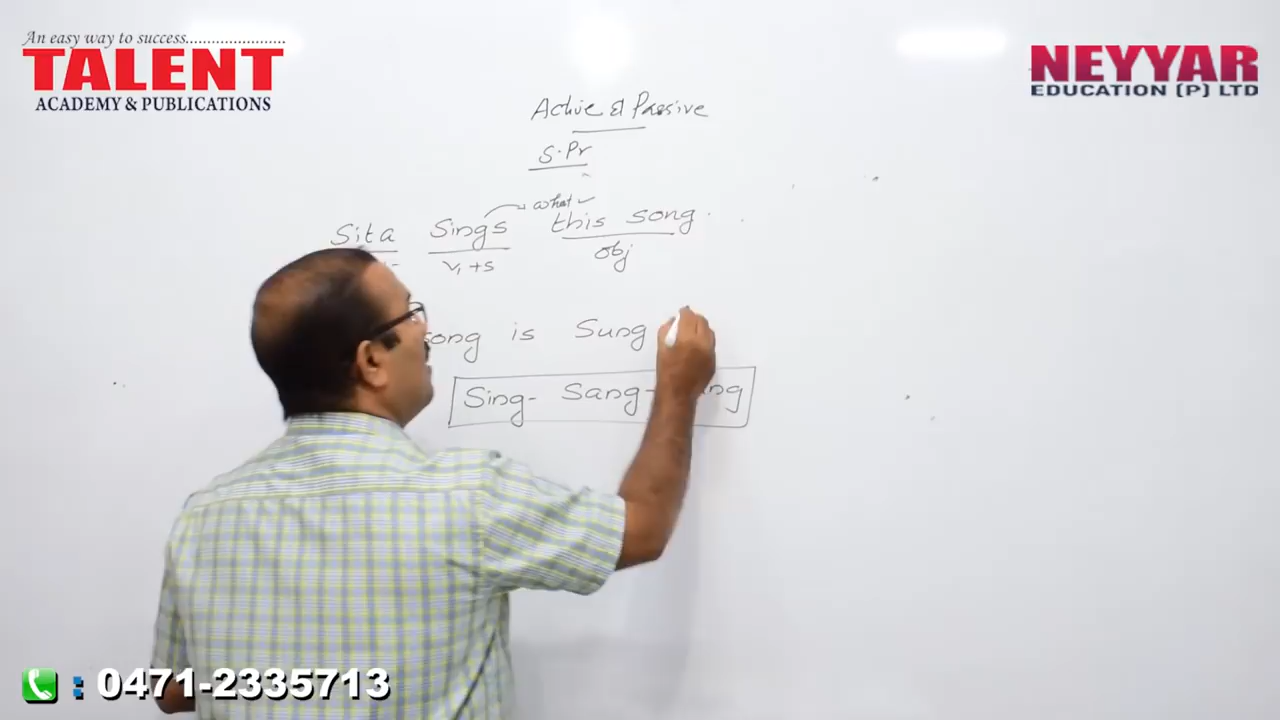 An easy way to success.......................
TALENT
ACADEMY & PUBLICATIONS
NEYYAR
EDUCATION (P) LTD
Active & Passive
S.Pr
what
Sita Sings this song.
V1+S obj
song is Sung
Sing- Sang-
: 0471-2335713